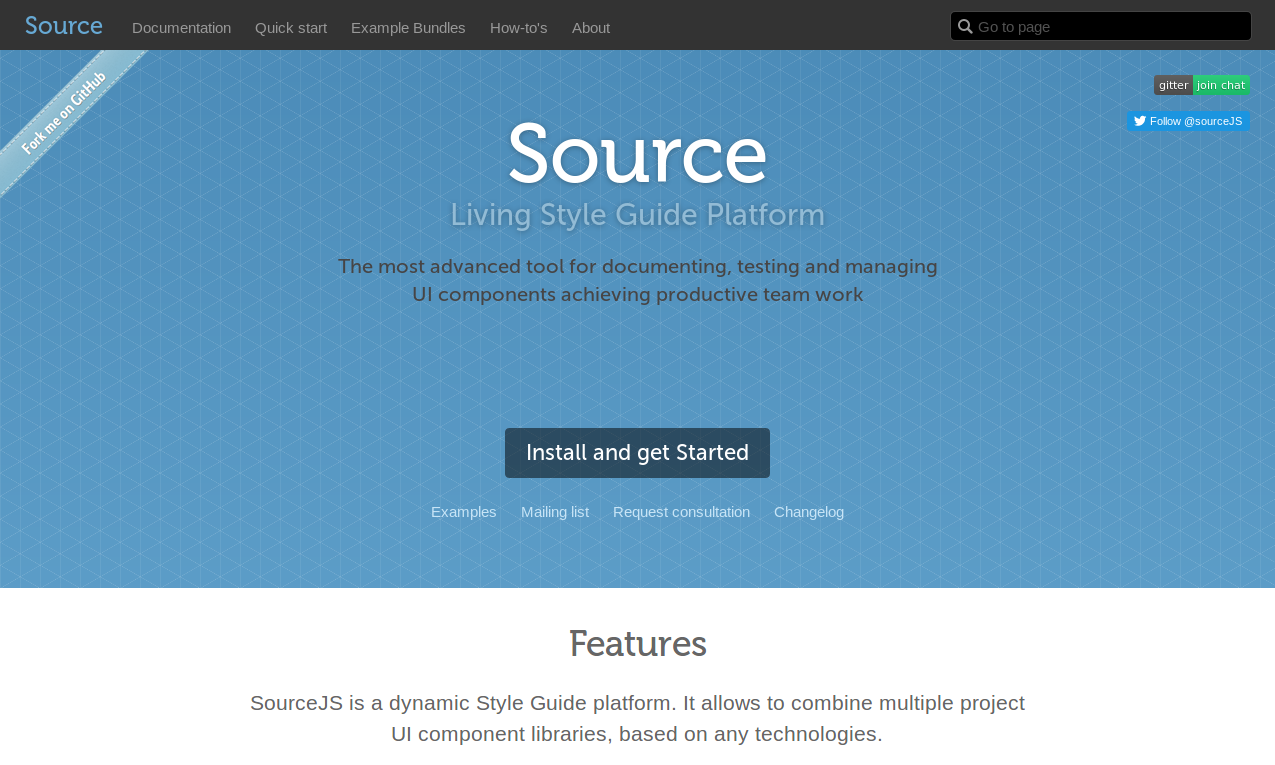 Source
Documentation
Quick start
Example Bundles
How-to's
About
Go to page
Fork me on GitHub
gitter join chat
Follow @sourceJS
Source
Living Style Guide Platform
The most advanced tool for documenting, testing and managing
UI components achieving productive team work
Install and get Started
Examples
Mailing list
Request consultation
Changelog
Features
SourceJS is a dynamic Style Guide platform. It allows to combine multiple project
UI component libraries, based on any technologies.